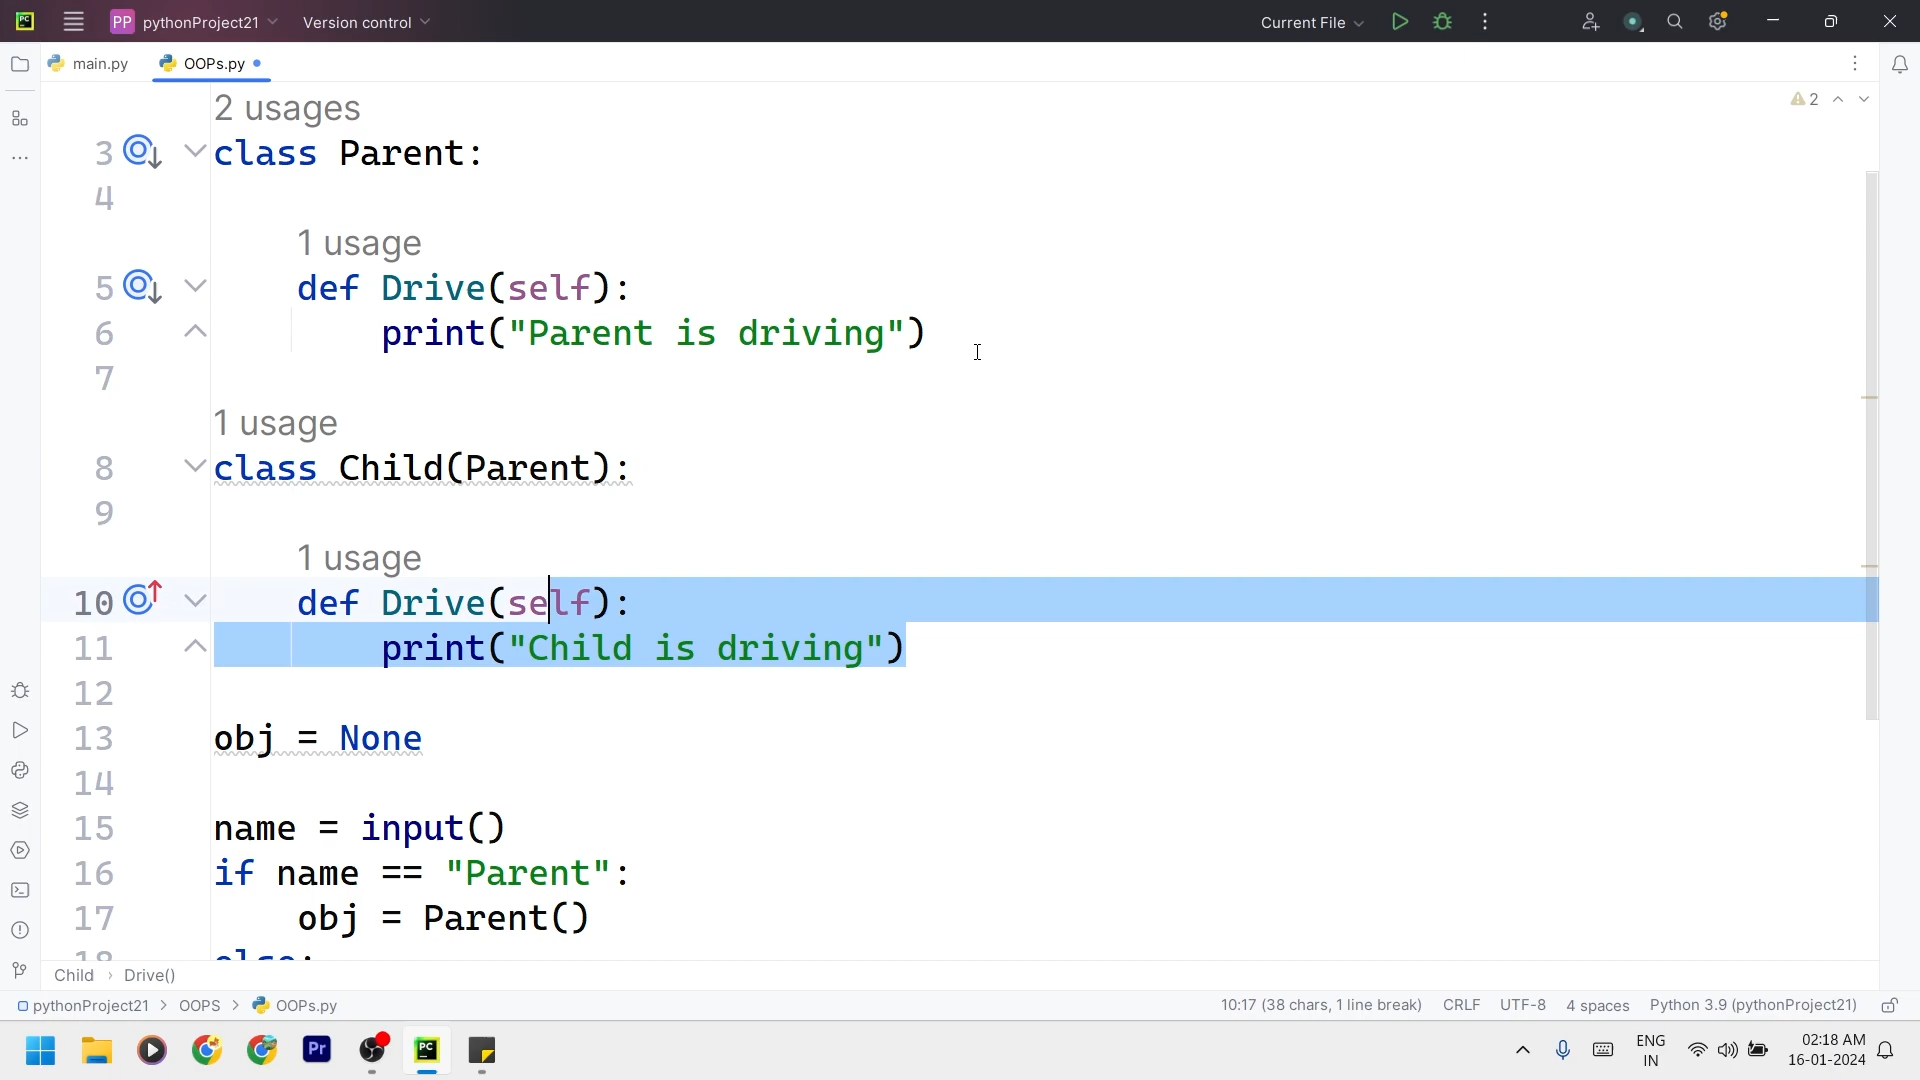 PP pythonProject21 Version control Current File
main.py OOPs.py
2 usages 2
3 class Parent:
4
1 usage
5 def Drive(self):
6 print("Parent is driving")
7
1 usage
8 class Child(Parent):
9
1 usage
10 def Drive(self):
11 print("Child is driving")
12
13 obj = None
14
15 name = input()
16 if name == "Parent":
17 obj = Parent()
18 else:
Child › Drive()
pythonProject21 > OOPS > OOPs.py 10:17 (38 chars, 1 line break) CRLF UTF-8 4 spaces Python 3.9 (pythonProject21)
ENG 02:18 AM
IN 16-01-2024